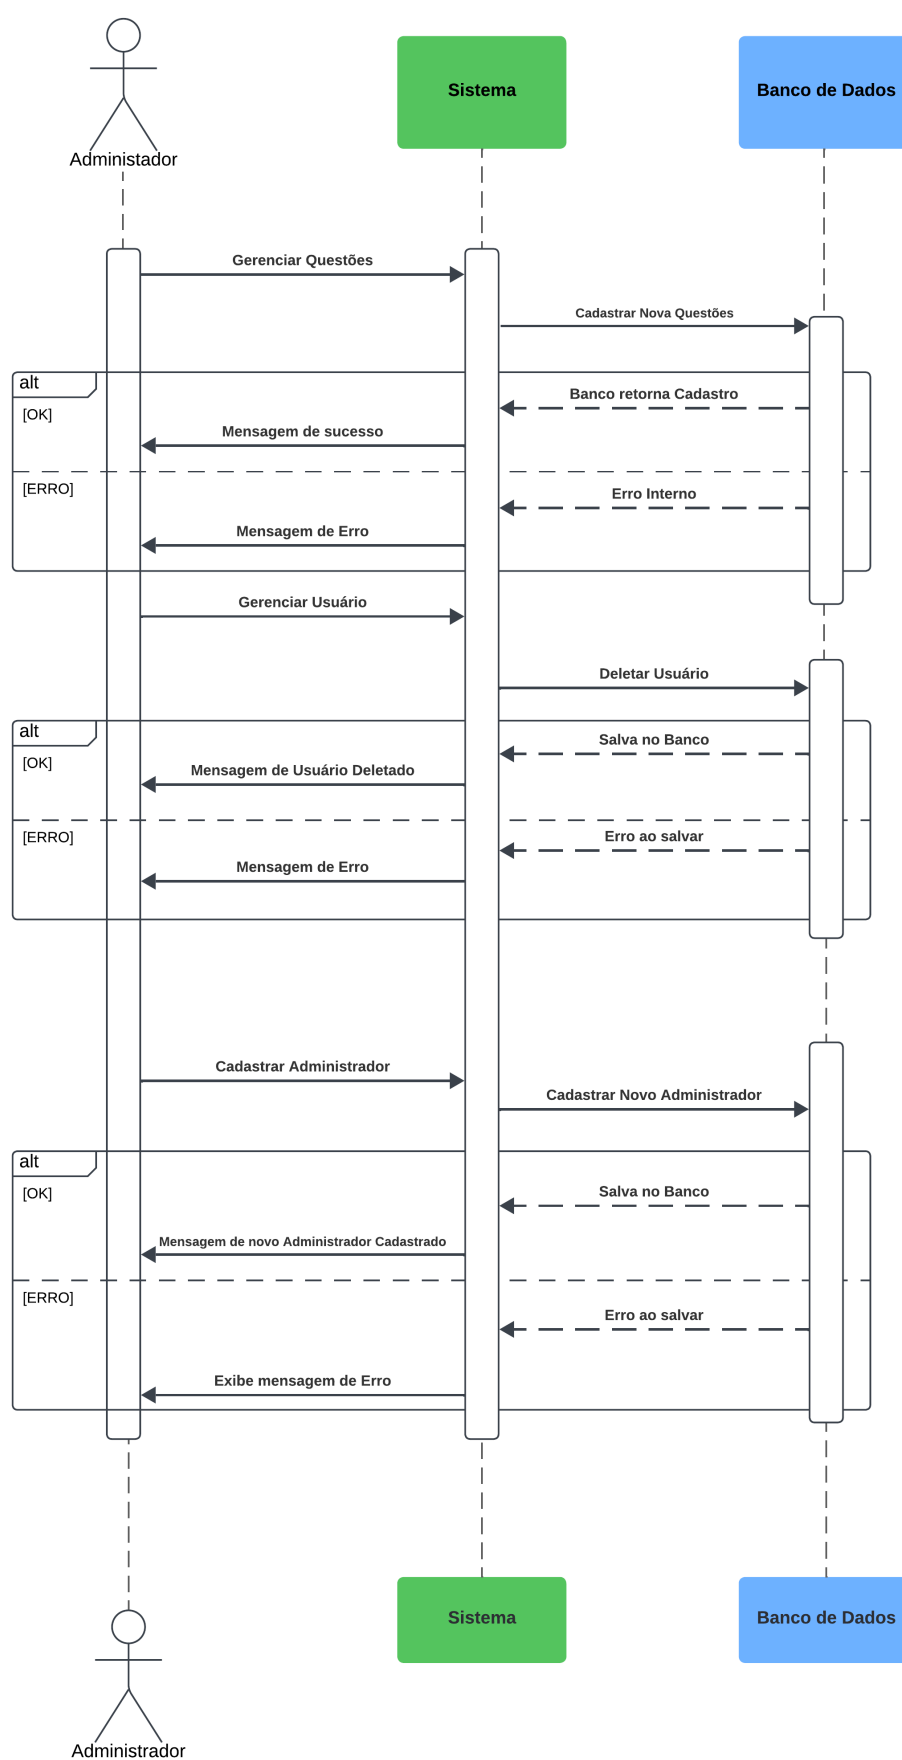 Administador
Sistema
Banco de Dados
Gerenciar Questões
Cadastrar Nova Questões
alt
[OK]
Banco retorna Cadastro
Mensagem de sucesso
[ERRO]
Erro Interno
Mensagem de Erro
Gerenciar Usuário
Deletar Usuário
alt
[OK]
Salva no Banco
Mensagem de Usuário Deletado
[ERRO]
Erro ao salvar
Mensagem de Erro
Cadastrar Administrador
Cadastrar Novo Administrador
alt
[OK]
Salva no Banco
Mensagem de novo Administrador Cadastrado
[ERRO]
Erro ao salvar
Exibe mensagem de Erro
Sistema
Banco de Dados
Administrador